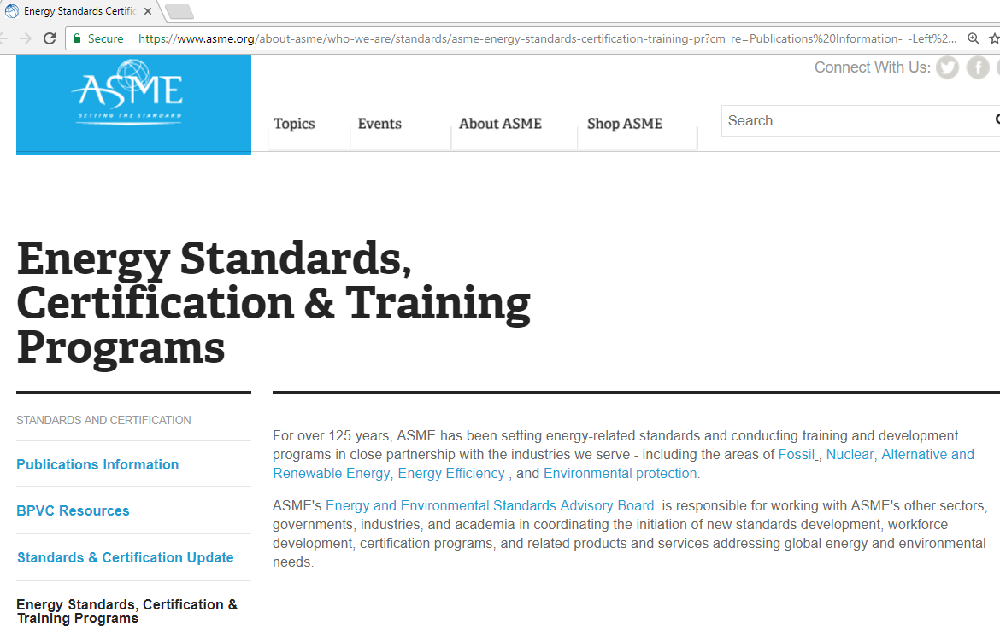 Energy Standards Certific
Secure
https://www.asme.org/about-asme/who-we-are/standards/asme-energy-standards-certification-training-pr?cm_re=Publications%20Information-_-Left%2...
ASME
SETTING THE STANDARD
Connect With Us:
Topics
Events
About ASME
Shop ASME
Search
Energy Standards,
Certification & Training
Programs
STANDARDS AND CERTIFICATION
Publications Information
BPVC Resources
Standards & Certification Update
Energy Standards, Certification &
Training Programs
For over 125 years, ASME has been setting energy-related standards and conducting training and development
programs in close partnership with the industries we serve - including the areas of Fossil , Nuclear, Alternative and
Renewable Energy, Energy Efficiency , and Environmental protection.
ASME's Energy and Environmental Standards Advisory Board is responsible for working with ASME's other sectors,
governments, industries, and academia in coordinating the initiation of new standards development, workforce
development, certification programs, and related products and services addressing global energy and environmental
needs.